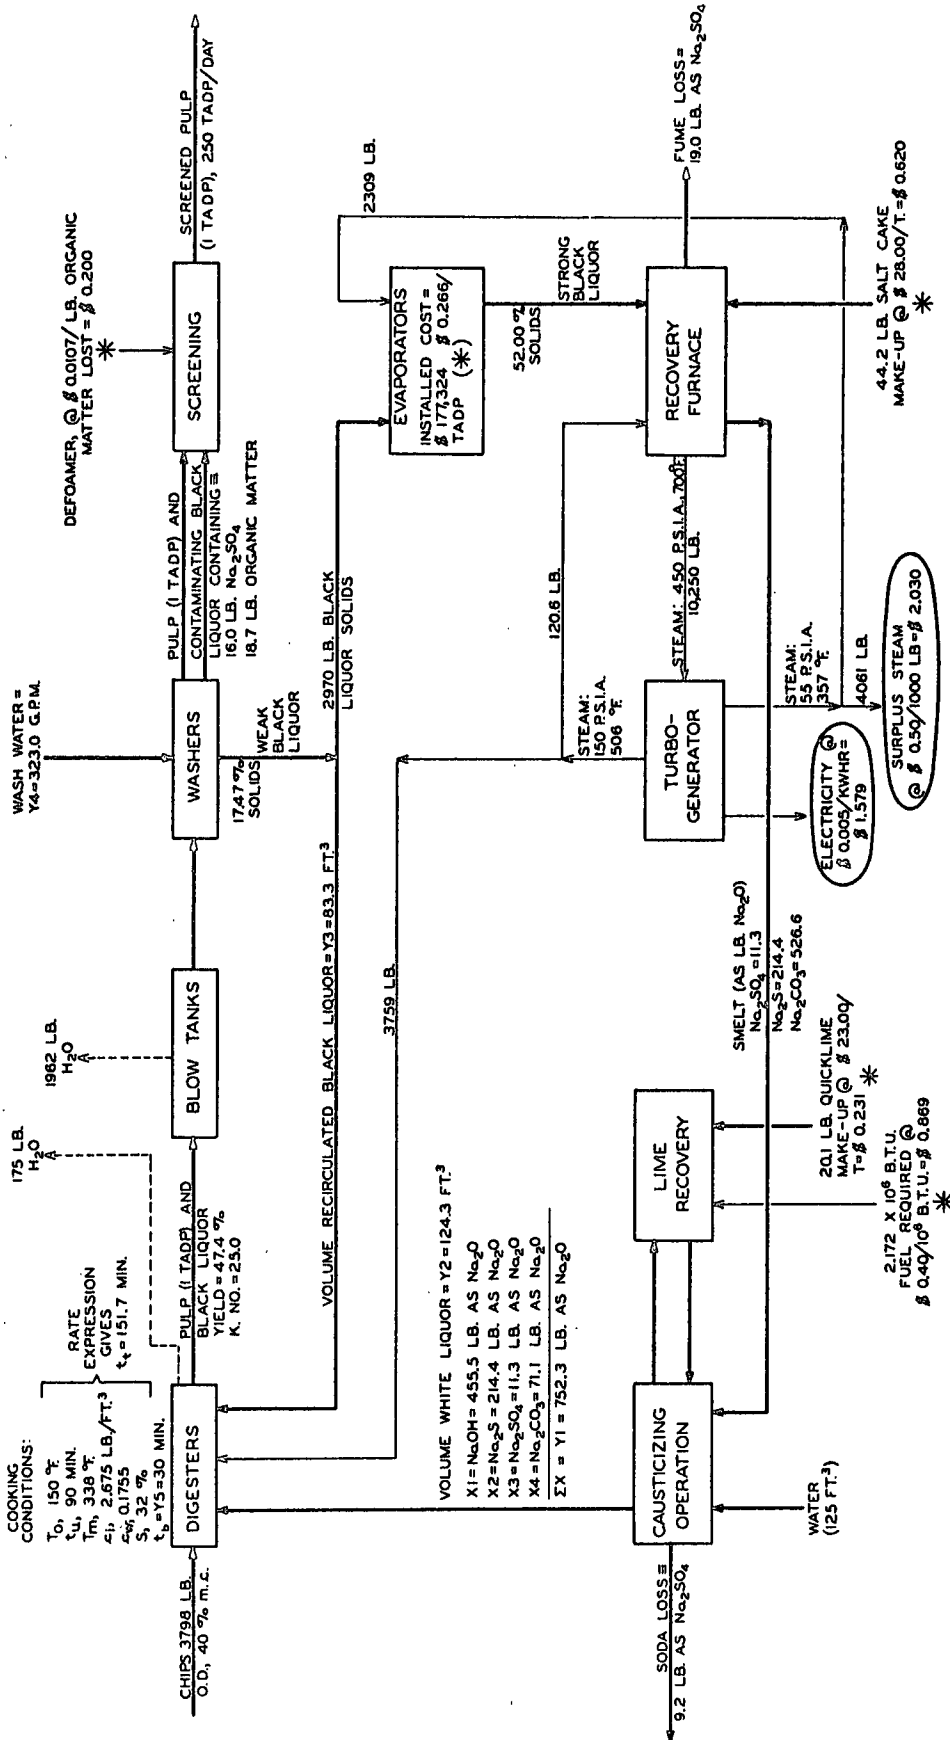 COOKING
CONDITIONS:
T₀, 150 °F.
tᵤ, 90 MIN.
Tₘ, 338 °F.
cᵢ, 2.675 LB./FT.³
0.1755
S, 32 %
t_b = Y5 = 30 MIN.
RATE
EXPRESSION
GIVES
tₜ = 151.7 MIN.
CHIPS 3798 LB.
O.D., 40 % m.c.
DIGESTERS
175 LB.
H₂O
PULP (1 TADP) AND
BLACK LIQUOR
YIELD = 47.4 %
K. NO. = 25.0
BLOW TANKS
1962 LB.
H₂O
WASH WATER =
Y4 = 323.0 G.P.M.
WASHERS
PULP (1 TADP) AND
CONTAMINATING BLACK
LIQUOR CONTAINING =
16.0 LB. Na₂SO₄
18.7 LB. ORGANIC MATTER
DEFOAMER, @ $ 0.0107/LB. ORGANIC
MATTER LOST = $ 0.200
*
SCREENING
SCREENED PULP
(1 TADP), 250 TADP/DAY
17.47 %
SOLIDS
WEAK
BLACK
LIQUOR
VOLUME RECIRCULATED BLACK LIQUOR = Y3 = 83.3 FT.³
2970 LB. BLACK
LIQUOR SOLIDS
2309 LB.
EVAPORATORS
INSTALLED COST =
$ 177,324 $ 0.266/
TADP (*)
52.00 %
SOLIDS
STRONG
BLACK
LIQUOR
3759 LB.
120.6 LB.
STEAM:
150 P.S.I.A.
506 °F.
TURBO-
GENERATOR
STEAM: 450 P.S.I.A., 700°F.
10,250 LB.
RECOVERY
FURNACE
FUME LOSS =
19.0 LB. AS Na₂SO₄
44.2 LB. SALT CAKE
MAKE-UP @ $ 28.00/T. = $ 0.620
*
STEAM:
55 P.S.I.A.
357 °F.
4061 LB.
SURPLUS STEAM
@ $ 0.50/1000 LB = $ 2.030
ELECTRICITY @
$ 0.005/KWHR =
$ 1.579
SMELT (AS LB. Na₂O)
Na₂SO₄ = 11.3
Na₂S = 214.4
Na₂CO₃ = 526.6
VOLUME WHITE LIQUOR = Y2 = 124.3 FT.³
X1 = NaOH = 455.5 LB. AS Na₂O
X2 = Na₂S = 214.4 LB. AS Na₂O
X3 = Na₂SO₄ = 11.3 LB. AS Na₂O
X4 = Na₂CO₃ = 71.1 LB. AS Na₂O
ΣX = Y1 = 752.3 LB. AS Na₂O
LIME
RECOVERY
20.1 LB. QUICKLIME
MAKE-UP @ $ 23.00/
T = $ 0.231
*
2.172 X 10⁶ B.T.U.
FUEL REQUIRED @
$ 0.40/10⁶ B.T.U. = $ 0.869
*
CAUSTICIZING
OPERATION
WATER
(125 FT.³)
SODA LOSS =
9.2 LB. AS Na₂SO₄